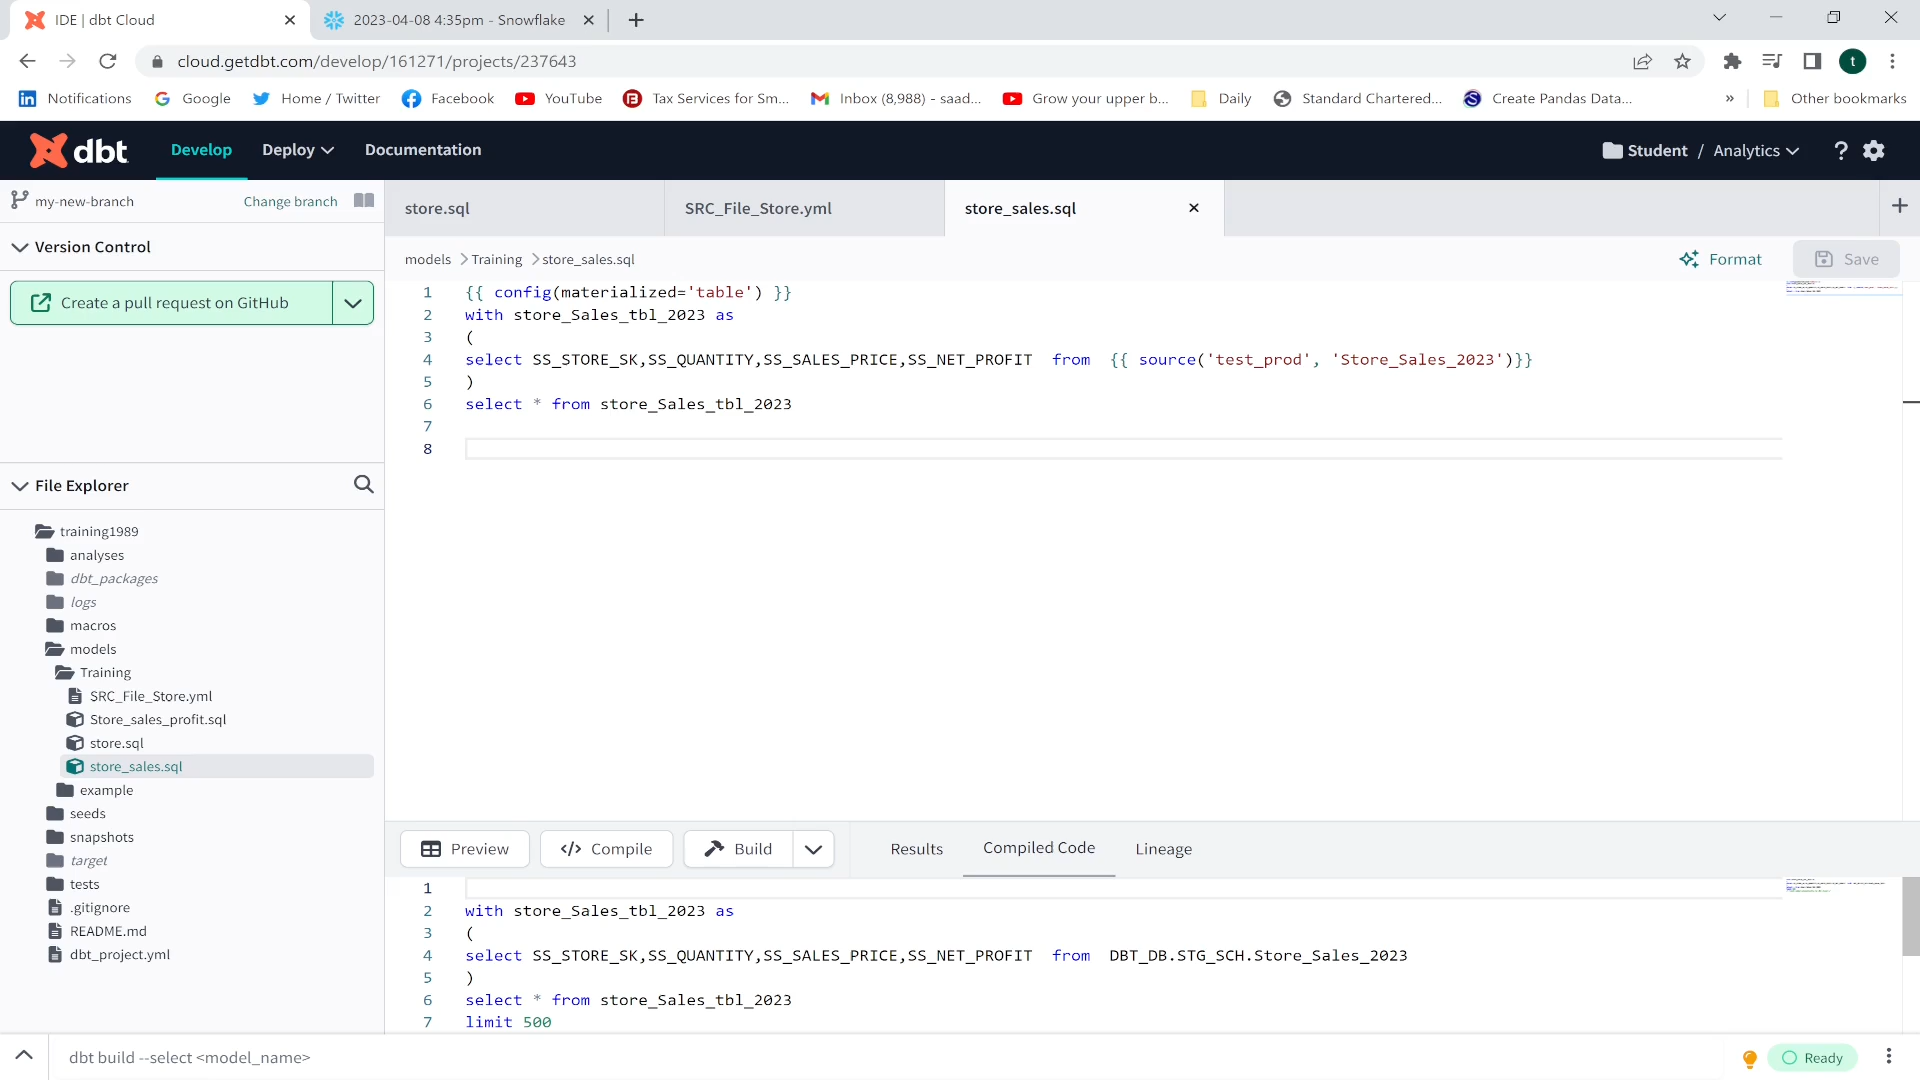 IDE | dbt Cloud
2023-04-08 4:35pm - Snowflake
cloud.getdbt.com/develop/161271/projects/237643
t
Notifications
Google
Home / Twitter
Facebook
YouTube
Tax Services for Sm...
Inbox (8,988) - saad...
Grow your upper b...
Daily
Standard Chartered...
Create Pandas Data...
»
Other bookmarks
dbt
Develop
Deploy
Documentation
Student / Analytics
?
my-new-branch
Change branch
Version Control
Create a pull request on GitHub
File Explorer
training1989
analyses
dbt_packages
logs
macros
models
Training
SRC_File_Store.yml
Store_sales_profit.sql
store.sql
store_sales.sql
example
seeds
snapshots
target
tests
.gitignore
README.md
dbt_project.yml
store.sql
SRC_File_Store.yml
store_sales.sql
models > Training > store_sales.sql
Format
Save
1 {{ config(materialized='table') }}
2 with store_Sales_tbl_2023 as
3 (
4 select SS_STORE_SK,SS_QUANTITY,SS_SALES_PRICE,SS_NET_PROFIT  from  {{ source('test_prod', 'Store_Sales_2023')}}
5 )
6 select * from store_Sales_tbl_2023
7
8
Preview
Compile
Build
Results
Compiled Code
Lineage
1
2 with store_Sales_tbl_2023 as
3 (
4 select SS_STORE_SK,SS_QUANTITY,SS_SALES_PRICE,SS_NET_PROFIT  from  DBT_DB.STG_SCH.Store_Sales_2023
5 )
6 select * from store_Sales_tbl_2023
7 limit 500
dbt build --select <model_name>
Ready